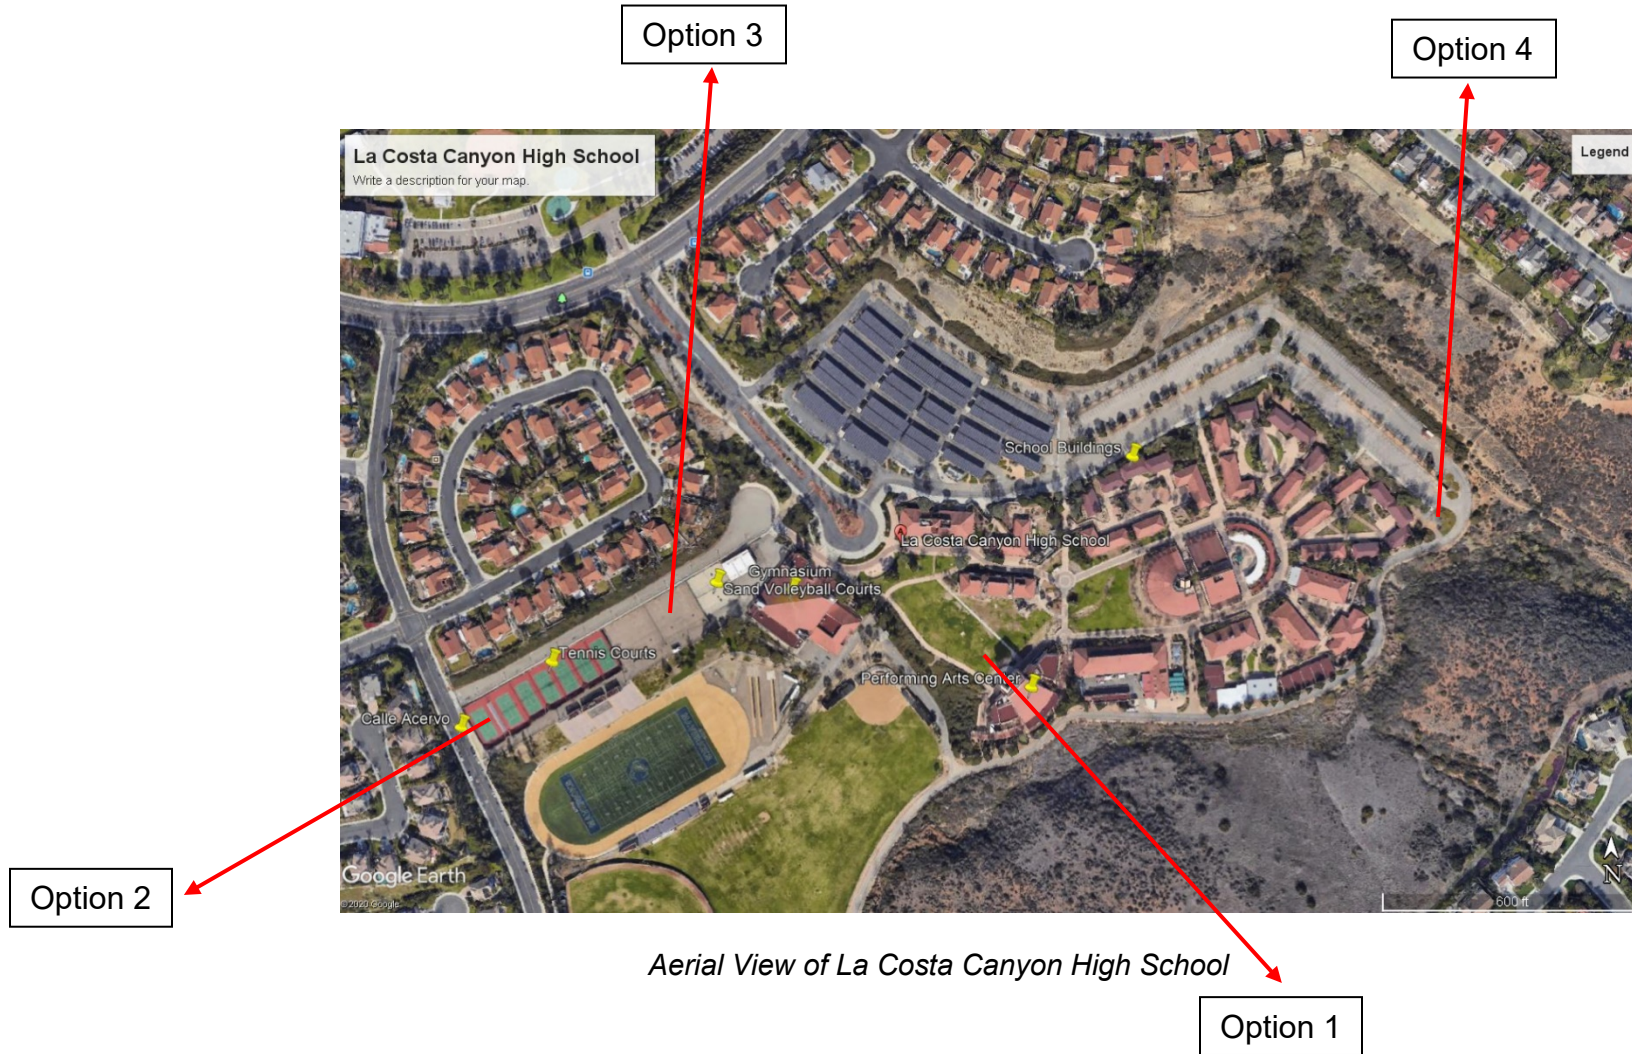 Option 3
Option 4
La Costa Canyon High School
Write a description for your map.
Legend
School Buildings
La Costa Canyon High School
Gymnasium
Sand Volleyball Courts
Tennis Courts
Performing Arts Center
Calle Acervo
Google Earth
© 2020 Google
N
600 ft
Option 2
Aerial View of La Costa Canyon High School
Option 1